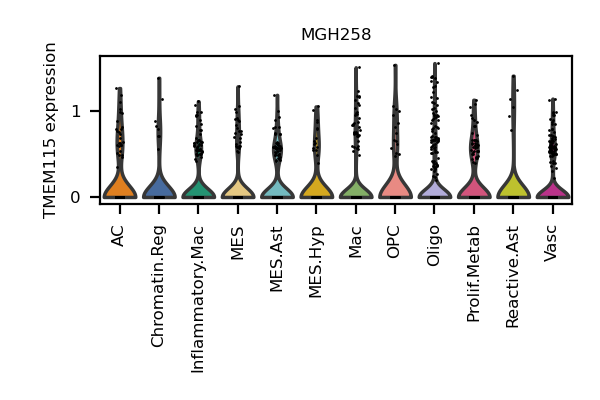 MGH258
TMEM115 expression
1
0
AC
Chromatin.Reg
Inflammatory.Mac
MES
MES.Ast
MES.Hyp
Mac
OPC
Oligo
Prolif.Metab
Reactive.Ast
Vasc